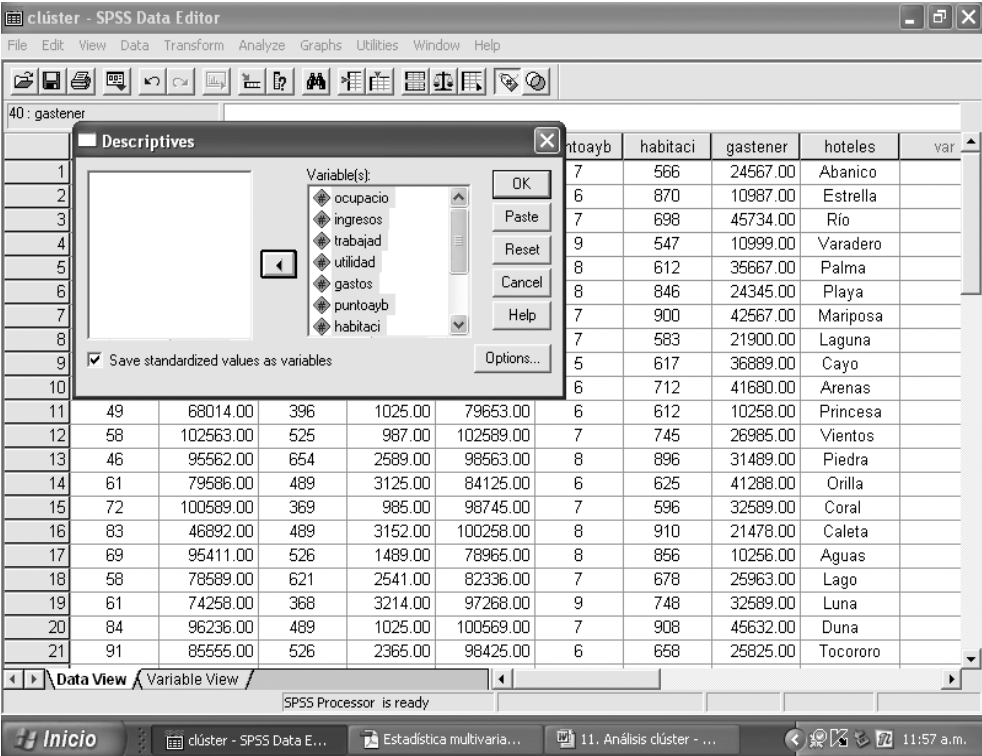 clúster - SPSS Data Editor
File Edit View Data Transform Analyze Graphs Utilities Window Help
40 : gastener
Descriptives
Variable(s):
ocupacio
ingresos
trabajad
utilidad
gastos
puntoayb
habitaci
OK
Paste
Reset
Cancel
Help
Options...
Save standardized values as variables
ntoayb habitaci gastener hoteles var
1 7 566 24567.00 Abanico
2 6 870 10987.00 Estrella
3 7 698 45734.00 Río
4 9 547 10999.00 Varadero
5 8 612 35667.00 Palma
6 8 846 24345.00 Playa
7 7 900 42567.00 Mariposa
8 7 583 21900.00 Laguna
9 5 617 36889.00 Cayo
10 6 712 41680.00 Arenas
11 49 68014.00 396 1025.00 79653.00 6 612 10258.00 Princesa
12 58 102563.00 525 987.00 102589.00 7 745 26985.00 Vientos
13 46 95562.00 654 2589.00 98563.00 8 896 31489.00 Piedra
14 61 79586.00 489 3125.00 84125.00 6 625 41288.00 Orilla
15 72 100589.00 369 985.00 98745.00 7 596 32589.00 Coral
16 83 46892.00 489 3152.00 100258.00 8 910 21478.00 Caleta
17 69 95411.00 526 1489.00 78965.00 8 856 10256.00 Aguas
18 58 78589.00 621 2541.00 82336.00 7 678 25963.00 Lago
19 61 74258.00 368 3214.00 97268.00 9 748 32589.00 Luna
20 84 96236.00 489 1025.00 100569.00 7 908 45632.00 Duna
21 91 85555.00 526 2365.00 98425.00 6 658 25825.00 Tocororo
Data View Variable View
SPSS Processor is ready
Inicio clúster - SPSS Data E... Estadística multivaria... 11. Análisis clúster - ... 11:57 a.m.